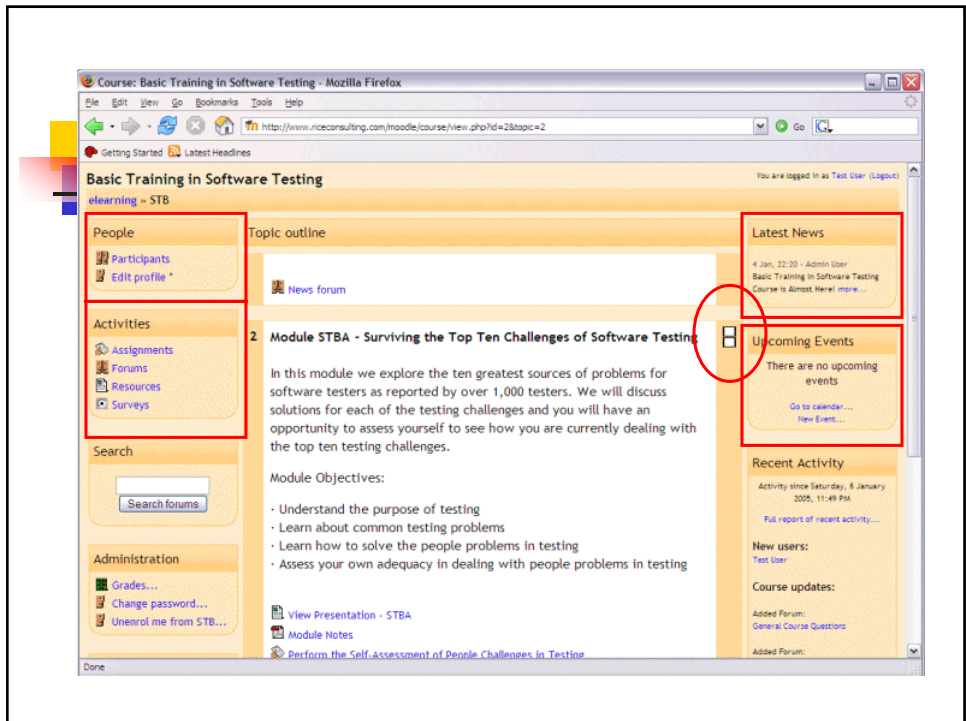 Course: Basic Training in Software Testing - Mozilla Firefox
File Edit View Go Bookmarks Tools Help
http://www.riceconsulting.com/moodle/course/view.php?id=2&topic=2
Go
Getting Started Latest Headlines
Basic Training in Software Testing
You are logged in as Test User (Logout)
elearning » STB
People
Participants
Edit profile *
Activities
Assignments
Forums
Resources
Surveys
Search
Search forums
Administration
Grades...
Change password...
Unenrol me from STB...
Topic outline
News forum
2 Module STBA - Surviving the Top Ten Challenges of Software Testing
In this module we explore the ten greatest sources of problems for
software testers as reported by over 1,000 testers. We will discuss
solutions for each of the testing challenges and you will have an
opportunity to assess yourself to see how you are currently dealing with
the top ten testing challenges.
Module Objectives:
· Understand the purpose of testing
· Learn about common testing problems
· Learn how to solve the people problems in testing
· Assess your own adequacy in dealing with people problems in testing
View Presentation - STBA
Module Notes
Perform the Self-Assessment of People Challenges in Testing
Latest News
4 Jan, 22:20 - Admin User
Basic Training in Software Testing
Course is Almost Here! more...
Upcoming Events
There are no upcoming
events
Go to calendar...
New Event...
Recent Activity
Activity since Saturday, 8 January
2005, 11:49 PM
Full report of recent activity...
New users:
Test User
Course updates:
Added Forum:
General Course Questions
Added Forum:
Done